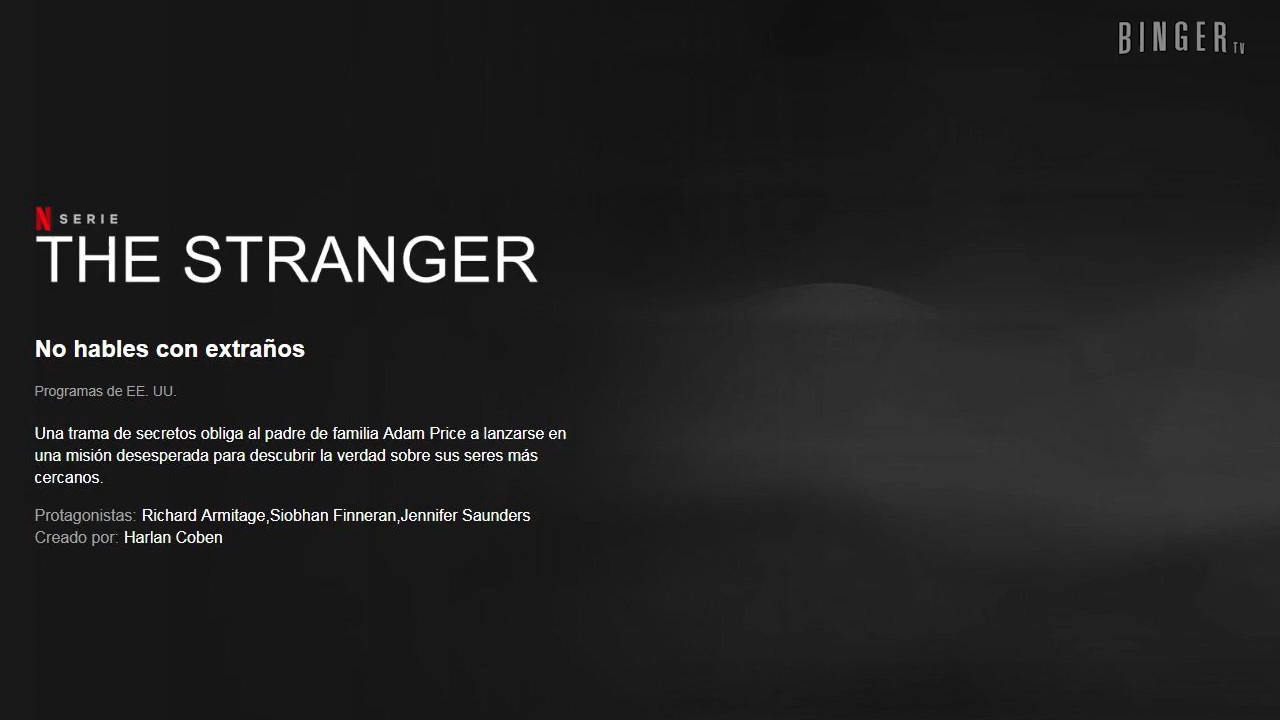 BINGER TV
N SERIE
THE STRANGER
No hables con extraños
Programas de EE. UU.
Una trama de secretos obliga al padre de familia Adam Price a lanzarse en
una misión desesperada para descubrir la verdad sobre sus seres más
cercanos.
Protagonistas: Richard Armitage,Siobhan Finneran,Jennifer Saunders
Creado por: Harlan Coben